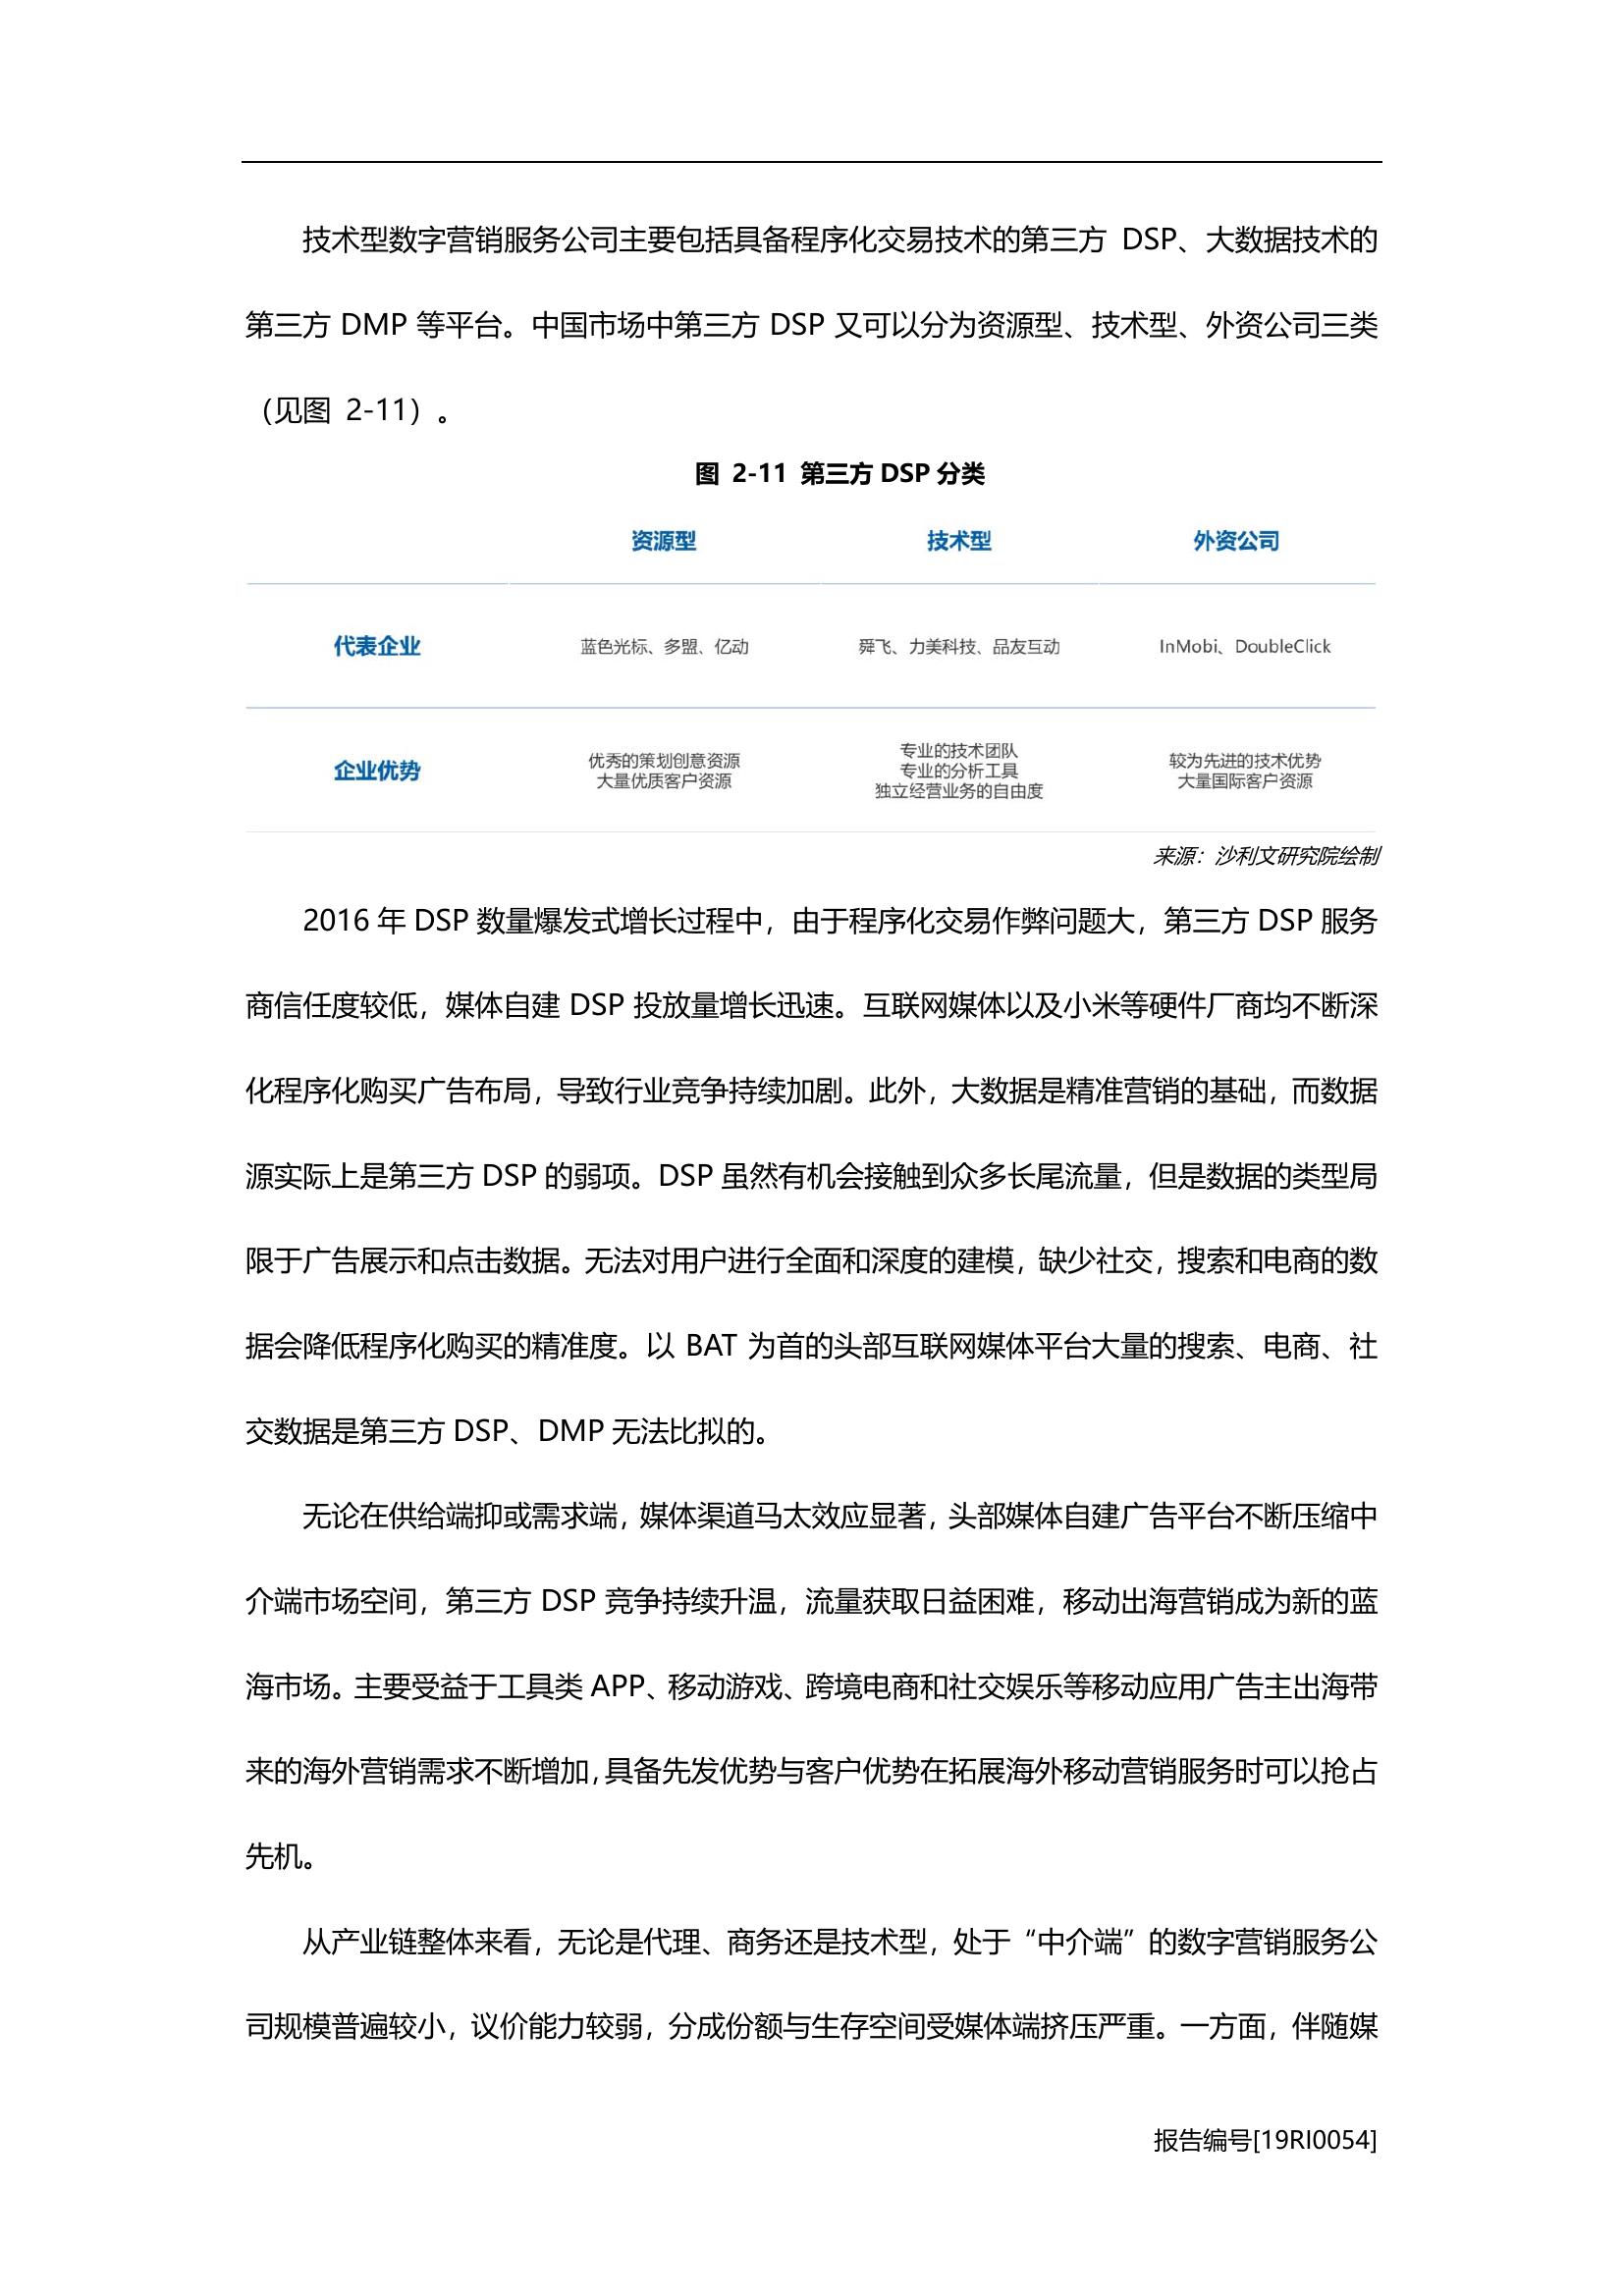 技术型数字营销服务公司主要包括具备程序化交易技术的第三方 DSP、大数据技术的
第三方 DMP 等平台。中国市场中第三方 DSP 又可以分为资源型、技术型、外资公司三类
（见图 2-11）。
图 2-11 第三方 DSP 分类
资源型 技术型 外资公司
代表企业 蓝色光标、多盟、亿动 舜飞、力美科技、品友互动 InMobi、DoubleClick
企业优势
优秀的策划创意资源
大量优质客户资源
专业的技术团队
专业的分析工具
独立经营业务的自由度
较为先进的技术优势
大量国际客户资源
来源：沙利文研究院绘制
2016 年 DSP 数量爆发式增长过程中，由于程序化交易作弊问题大，第三方 DSP 服务
商信任度较低，媒体自建 DSP 投放量增长迅速。互联网媒体以及小米等硬件厂商均不断深
化程序化购买广告布局，导致行业竞争持续加剧。此外，大数据是精准营销的基础，而数据
源实际上是第三方 DSP 的弱项。DSP 虽然有机会接触到众多长尾流量，但是数据的类型局
限于广告展示和点击数据。无法对用户进行全面和深度的建模，缺少社交，搜索和电商的数
据会降低程序化购买的精准度。以 BAT 为首的头部互联网媒体平台大量的搜索、电商、社
交数据是第三方 DSP、DMP 无法比拟的。
无论在供给端抑或需求端，媒体渠道马太效应显著，头部媒体自建广告平台不断压缩中
介端市场空间，第三方 DSP 竞争持续升温，流量获取日益困难，移动出海营销成为新的蓝
海市场。主要受益于工具类 APP、移动游戏、跨境电商和社交娱乐等移动应用广告主出海带
来的海外营销需求不断增加，具备先发优势与客户优势在拓展海外移动营销服务时可以抢占
先机。
从产业链整体来看，无论是代理、商务还是技术型，处于“中介端”的数字营销服务公
司规模普遍较小，议价能力较弱，分成份额与生存空间受媒体端挤压严重。一方面，伴随媒
报告编号[19RI0054]